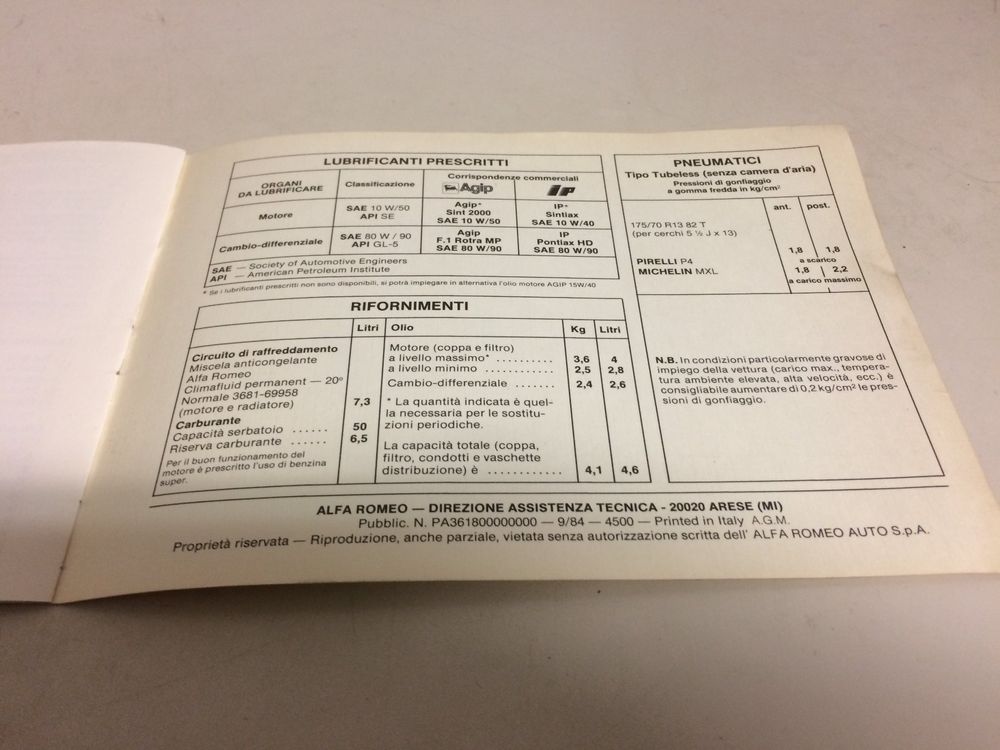 LUBRIFICANTI PRESCRITTI
ORGANI DA LUBRIFICARE
Classificazione
Corrispondenze commerciali
Agip
IP
Motore
SAE 10 W/50
API SE
Agip*
Sint 2000
SAE 10 W/50
IP*
Sintiax
SAE 10 W/40
Cambio-differenziale
SAE 80 W / 90
API GL-5
Agip
F.1 Rotra MP
SAE 80 W/90
IP
Pontiax HD
SAE 80 W/90
SAE — Society of Automotive Engineers
API — American Petroleum Institute
* Se i lubrificanti prescritti non sono disponibili, si potrà impiegare in alternativa l'olio motore AGIP 15W/40
RIFORNIMENTI
Litri
Circuito di raffreddamento
Miscela anticongelante
Alfa Romeo
Climafluid permanent — 20°
Normale 3681-69958
(motore e radiatore) 7,3
Carburante
Capacità serbatoio ...... 50
Riserva carburante ...... 6,5
Per il buon funzionamento del
motore è prescritto l'uso di benzina
super.
Olio Kg Litri
Motore (coppa e filtro)
a livello massimo* .......... 3,6 4
a livello minimo ............ 2,5 2,8
Cambio-differenziale ....... 2,4 2,6
* La quantità indicata è quel-
la necessaria per le sostitu-
zioni periodiche.
La capacità totale (coppa,
filtro, condotti e vaschette
distribuzione) è ............ 4,1 4,6
PNEUMATICI
Tipo Tubeless (senza camera d'aria)
Pressioni di gonfiaggio
a gomma fredda in kg/cm²
ant. post.
175/70 R13 82 T
(per cerchi 5 ½ J x 13)
1,8 1,8
PIRELLI P4 a scarico
MICHELIN MXL 1,8 2,2
a carico massimo
N.B. In condizioni particolarmente gravose di
impiego della vettura (carico max., tempera-
tura ambiente elevata, alta velocità, ecc.) è
consigliabile aumentare di 0,2 kg/cm² le pres-
sioni di gonfiaggio.
ALFA ROMEO — DIREZIONE ASSISTENZA TECNICA - 20020 ARESE (MI)
Pubblic. N. PA361800000000 — 9/84 — 4500 — Printed in Italy A.G.M.
Proprietà riservata — Riproduzione, anche parziale, vietata senza autorizzazione scritta dell' ALFA ROMEO AUTO S.p.A.